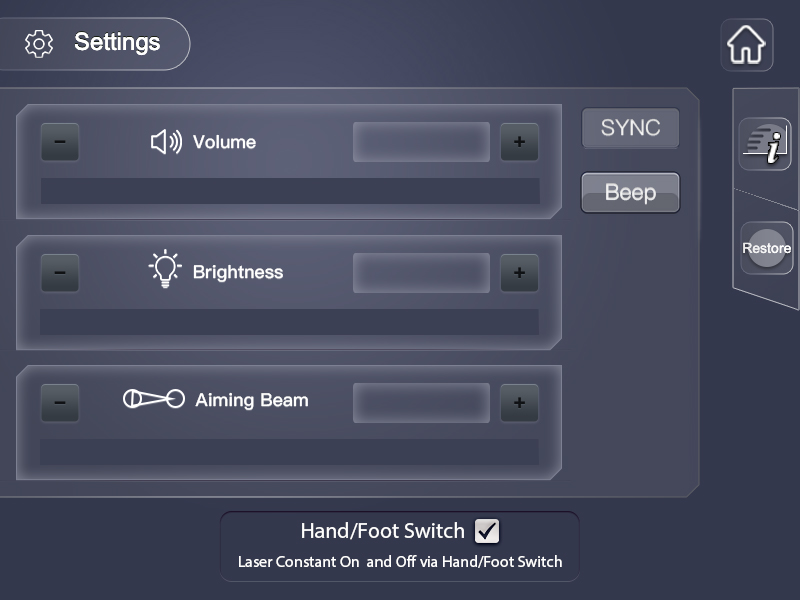 Settings
- Volume +
SYNC
Beep
i
Restore
- Brightness +
- Aiming Beam +
Hand/Foot Switch
Laser Constant On and Off via Hand/Foot Switch